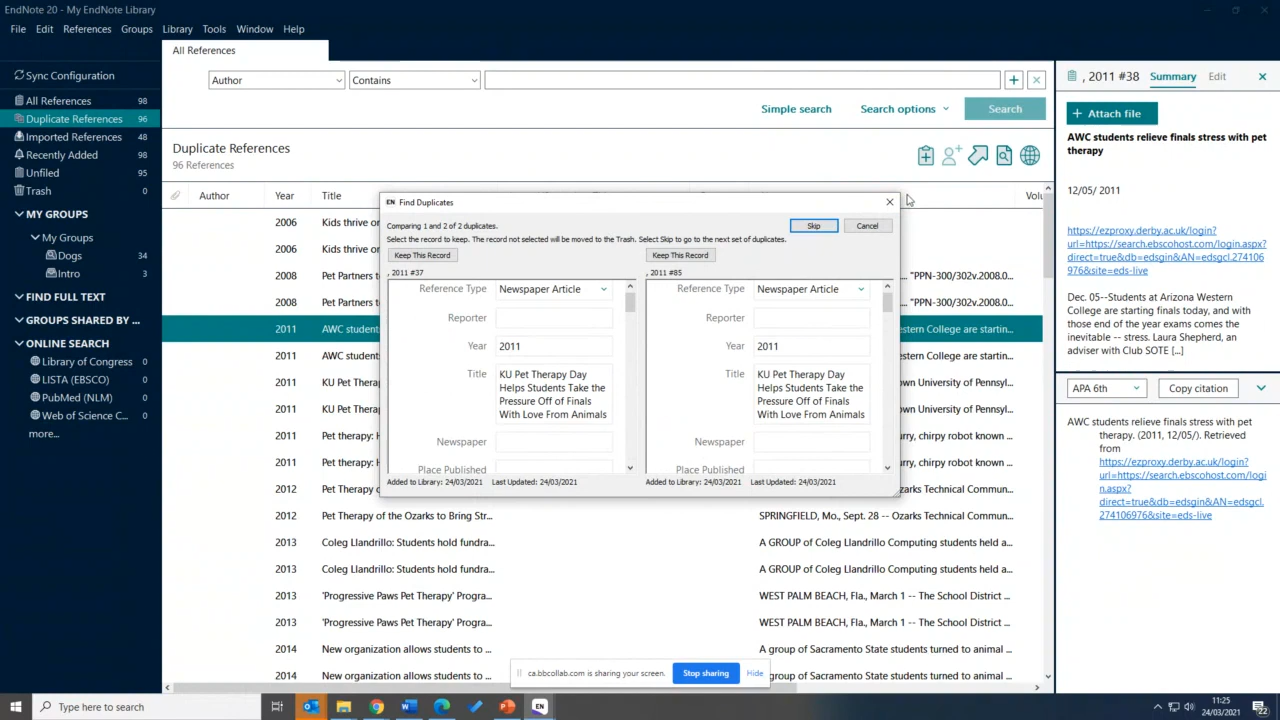 EndNote 20 - My EndNote Library
File Edit References Groups Library Tools Window Help
All References
Sync Configuration
All References 98
Duplicate References 96
Imported References 48
Recently Added 98
Unfiled 95
Trash 0
MY GROUPS
My Groups
Dogs 34
Intro 3
FIND FULL TEXT
GROUPS SHARED BY ...
ONLINE SEARCH
Library of Congress 0
LISTA (EBSCO) 0
PubMed (NLM) 0
Web of Science C... 0
more...
Author Contains
Simple search Search options Search
Duplicate References
96 References
Author Year Title Volu
2006 Kids thrive on
2006 Kids thrive on
2008 Pet Partners to "PPN-300/302v.2008.0...
2008 Pet Partners to "PPN-300/302v.2008.0...
2011 AWC student estern College are startin...
2011 AWC student estern College are startin...
2011 KU Pet Therapy own University of Pennsyl...
2011 KU Pet Therapy own University of Pennsyl...
2011 Pet therapy: H urry, chirpy robot known ...
2011 Pet therapy: H urry, chirpy robot known ...
2012 Pet Therapy o Ozarks Technical Commun...
2012 Pet Therapy of the Ozarks to Bring Str... SPRINGFIELD, Mo., Sept. 28 -- Ozarks Technical Commun...
2013 Coleg Llandrillo: Students hold fundra... A GROUP of Coleg Llandrillo Computing students held a...
2013 Coleg Llandrillo: Students hold fundra... A GROUP of Coleg Llandrillo Computing students held a...
2013 'Progressive Paws Pet Therapy' Progra... WEST PALM BEACH, Fla., March 1 -- The School District ...
2013 'Progressive Paws Pet Therapy' Progra... WEST PALM BEACH, Fla., March 1 -- The School District ...
2014 New organization allows students to ... A group of Sacramento State students turned to animal ...
2014 New organization allows students to ... A group of Sacramento State students turned to animal ...
EN Find Duplicates
Comparing 1 and 2 of 2 duplicates. Skip Cancel
Select the record to keep. The record not selected will be moved to the Trash. Select Skip to go to the next set of duplicates.
Keep This Record Keep This Record
, 2011 #37 , 2011 #85
Reference Type Newspaper Article Reference Type Newspaper Article
Reporter Reporter
Year 2011 Year 2011
Title KU Pet Therapy Day Title KU Pet Therapy Day
Helps Students Take the Helps Students Take the
Pressure Off of Finals Pressure Off of Finals
With Love From Animals With Love From Animals
Newspaper Newspaper
Place Published Place Published
Added to Library: 24/03/2021 Last Updated: 24/03/2021 Added to Library: 24/03/2021 Last Updated: 24/03/2021
, 2011 #38 Summary Edit
+ Attach file
AWC students relieve finals stress with pet
therapy
12/05/ 2011
https://ezproxy.derby.ac.uk/login?
url=https://search.ebscohost.com/login.aspx?
direct=true&db=edsgin&AN=edsgcl.274106
976&site=eds-live
Dec. 05--Students at Arizona Western
College are starting finals today, and with
those end of the year exams comes the
inevitable -- stress. Laura Shepherd, an
adviser with Club SOTE [...]
APA 6th Copy citation
AWC students relieve finals stress with pet
therapy. (2011, 12/05/). Retrieved
from
https://ezproxy.derby.ac.uk/login?
url=https://search.ebscohost.com/logi
n.aspx?
direct=true&db=edsgin&AN=edsgcl.
274106976&site=eds-live
ca.bbcollab.com is sharing your screen. Stop sharing Hide
Type here to search
EN
11:25
24/03/2021
22